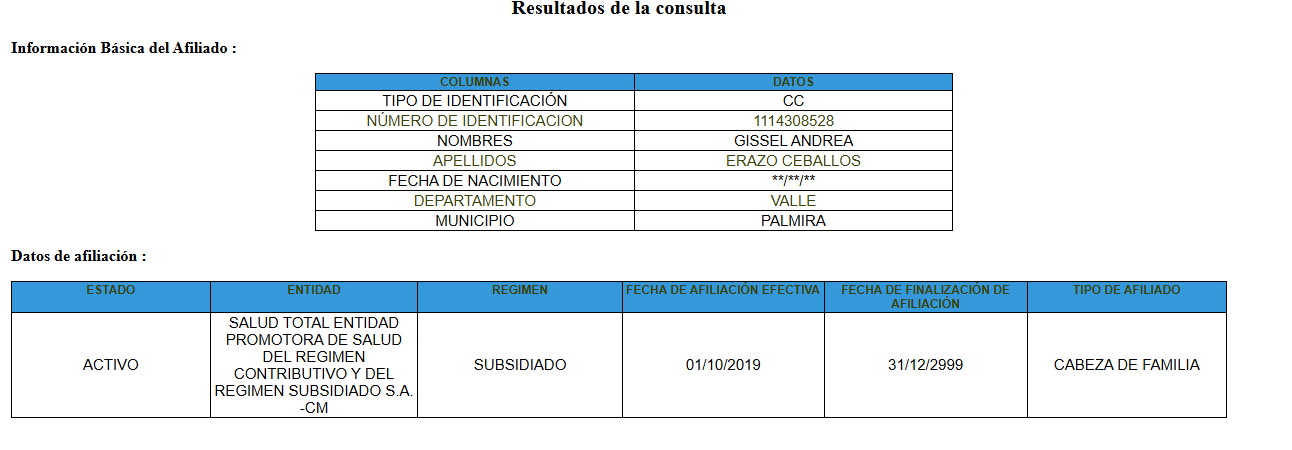 Resultados de la consulta
Información Básica del Afiliado :
COLUMNAS DATOS
TIPO DE IDENTIFICACIÓN CC
NÚMERO DE IDENTIFICACION 1114308528
NOMBRES GISSEL ANDREA
APELLIDOS ERAZO CEBALLOS
FECHA DE NACIMIENTO **/**/**
DEPARTAMENTO VALLE
MUNICIPIO PALMIRA
Datos de afiliación :
ESTADO ENTIDAD REGIMEN FECHA DE AFILIACIÓN EFECTIVA FECHA DE FINALIZACIÓN DE
AFILIACIÓN
TIPO DE AFILIADO
ACTIVO
SALUD TOTAL ENTIDAD
PROMOTORA DE SALUD
DEL REGIMEN
CONTRIBUTIVO Y DEL
REGIMEN SUBSIDIADO S.A.
-CM
SUBSIDIADO
01/10/2019
31/12/2999
CABEZA DE FAMILIA